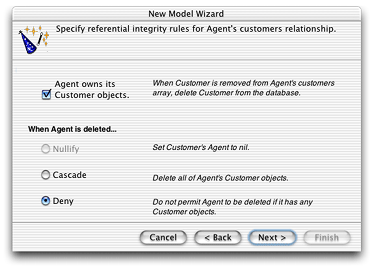 New Model Wizard
Specify referential integrity rules for Agent's customers relationship.
Agent owns its
Customer objects.
When Customer is removed from Agent's customers
array, delete Customer from the database.
When Agent is deleted...
Nullify
Set Customer's Agent to nil.
Cascade
Delete all of Agent's Customer objects.
Deny
Do not permit Agent to be deleted if it has any
Customer objects.
Cancel
< Back
Next >
Finish